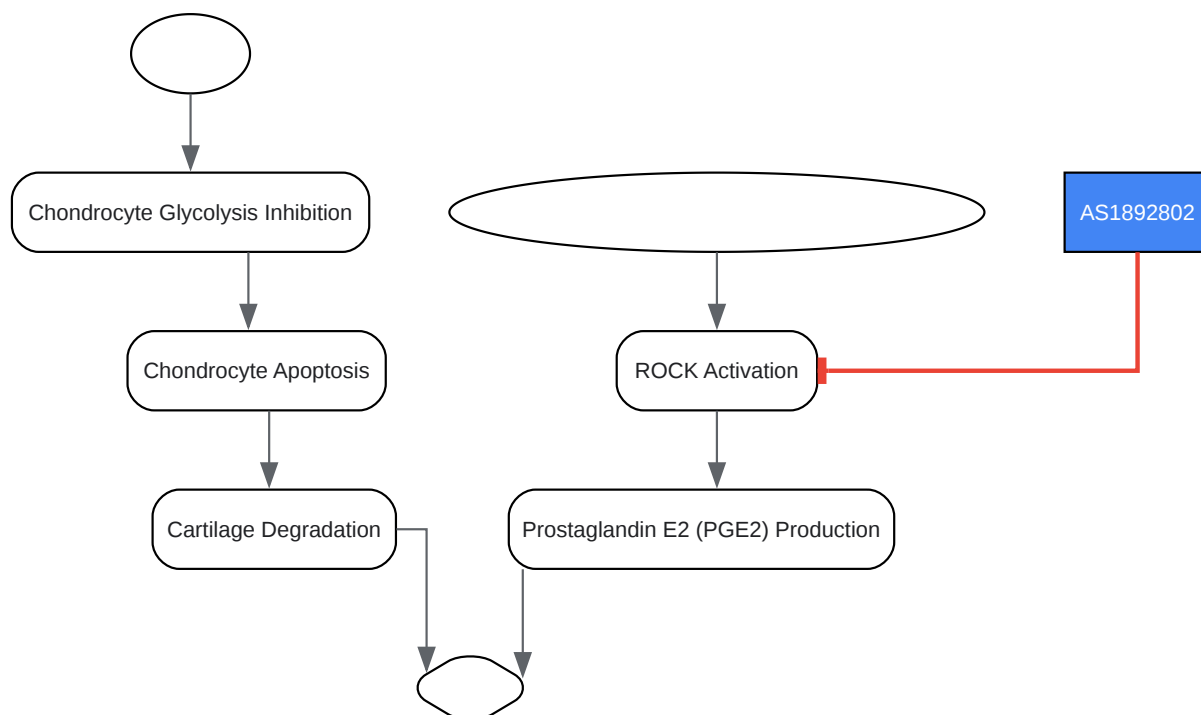 Chondrocyte Glycolysis Inhibition
AS1892802
Chondrocyte Apoptosis
ROCK Activation
Cartilage Degradation
Prostaglandin E2 (PGE2) Production